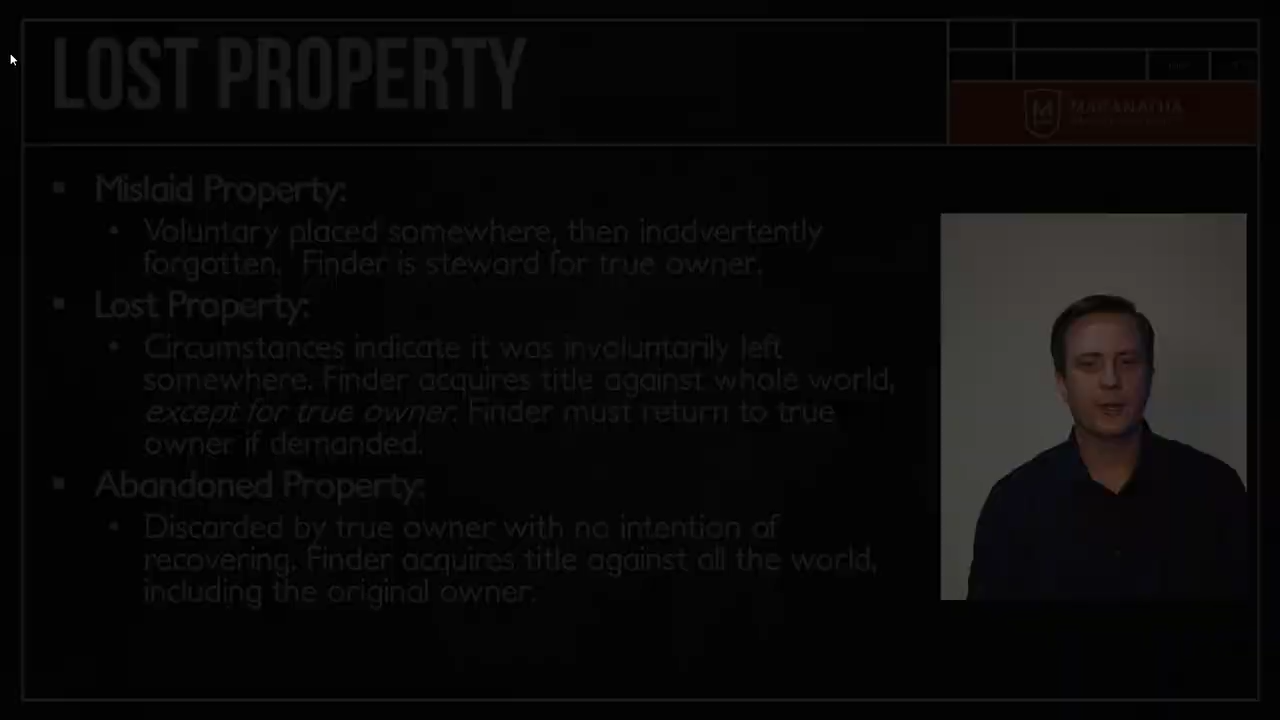 LOST PROPERTY
MARANATHA
▪ Mislaid Property:
• Voluntary placed somewhere, then inadvertently
forgotten. Finder is steward for true owner.
▪ Lost Property:
• Circumstances indicate it was involuntarily left
somewhere. Finder acquires title against whole world,
except for true owner. Finder must return to true
owner if demanded.
▪ Abandoned Property:
• Discarded by true owner with no intention of
recovering. Finder acquires title against all the world,
including the original owner.